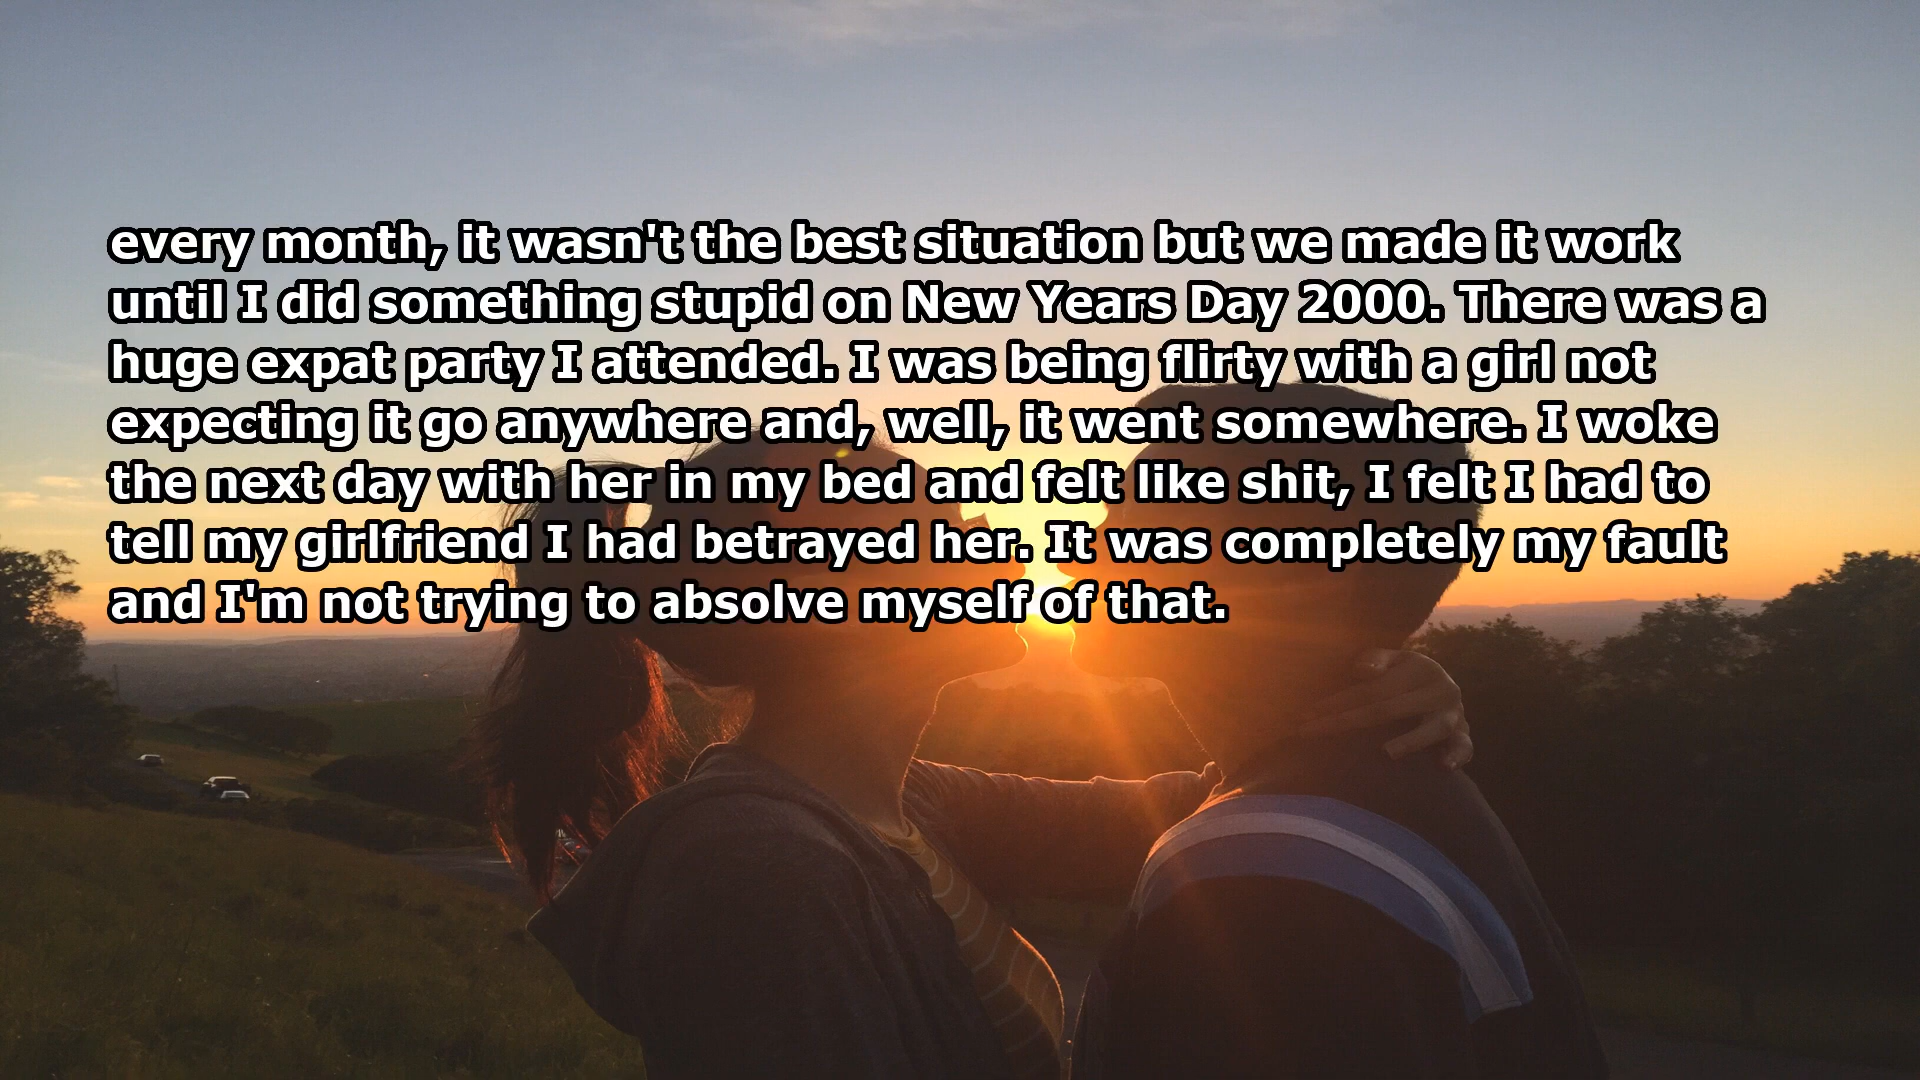 every month, it wasn't the best situation but we made it work
until I did something stupid on New Years Day 2000. There was a
huge expat party I attended. I was being flirty with a girl not
expecting it go anywhere and, well, it went somewhere. I woke
the next day with her in my bed and felt like shit, I felt I had to
tell my girlfriend I had betrayed her. It was completely my fault
and I'm not trying to absolve myself of that.